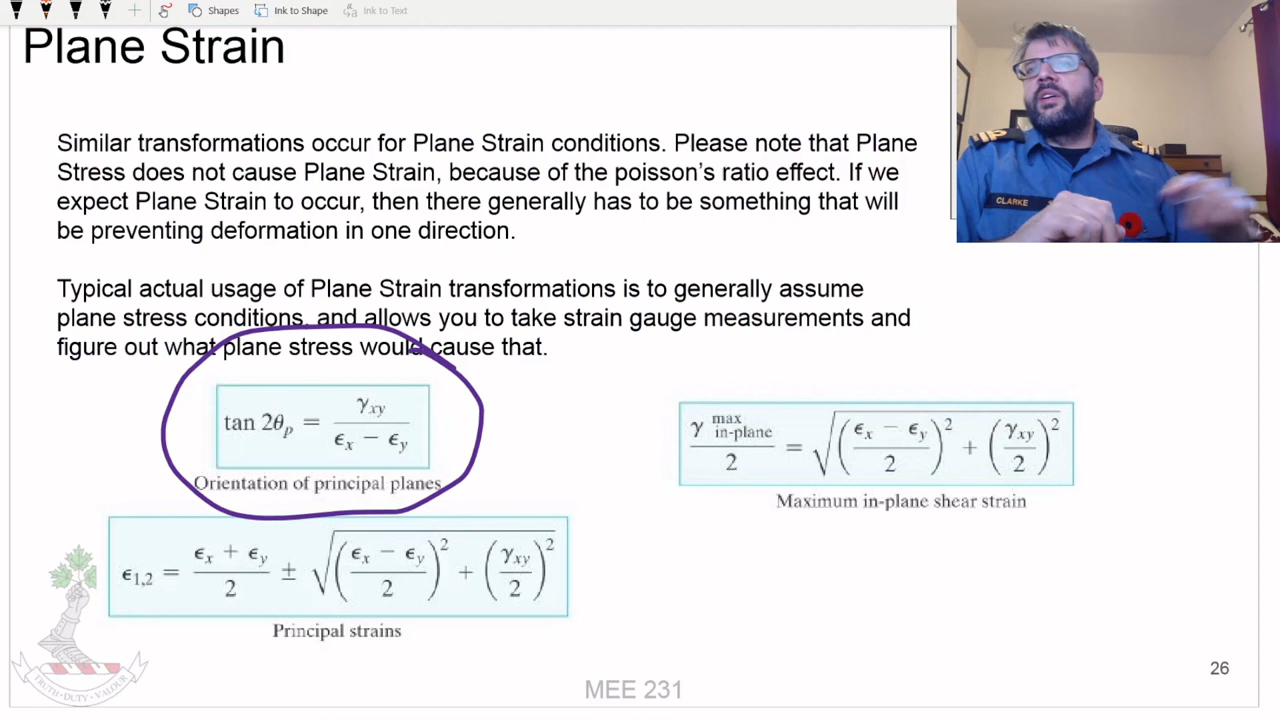 Shapes Ink to Shape Ink to Text
Plane Strain
CLARKE
Similar transformations occur for Plane Strain conditions. Please note that Plane
Stress does not cause Plane Strain, because of the poisson's ratio effect. If we
expect Plane Strain to occur, then there generally has to be something that will
be preventing deformation in one direction.
Typical actual usage of Plane Strain transformations is to generally assume
plane stress conditions, and allows you to take strain gauge measurements and
figure out what plane stress would cause that.
tan 2θₚ = γxy / (ϵx − ϵy)
Orientation of principal planes
γ max in-plane / 2 = √((ϵx − ϵy / 2)² + (γxy / 2)²)
Maximum in-plane shear strain
ϵ1,2 = (ϵx + ϵy) / 2 ± √((ϵx − ϵy / 2)² + (γxy / 2)²)
Principal strains
TRUTH·DUTY·VALOUR
MEE 231
26